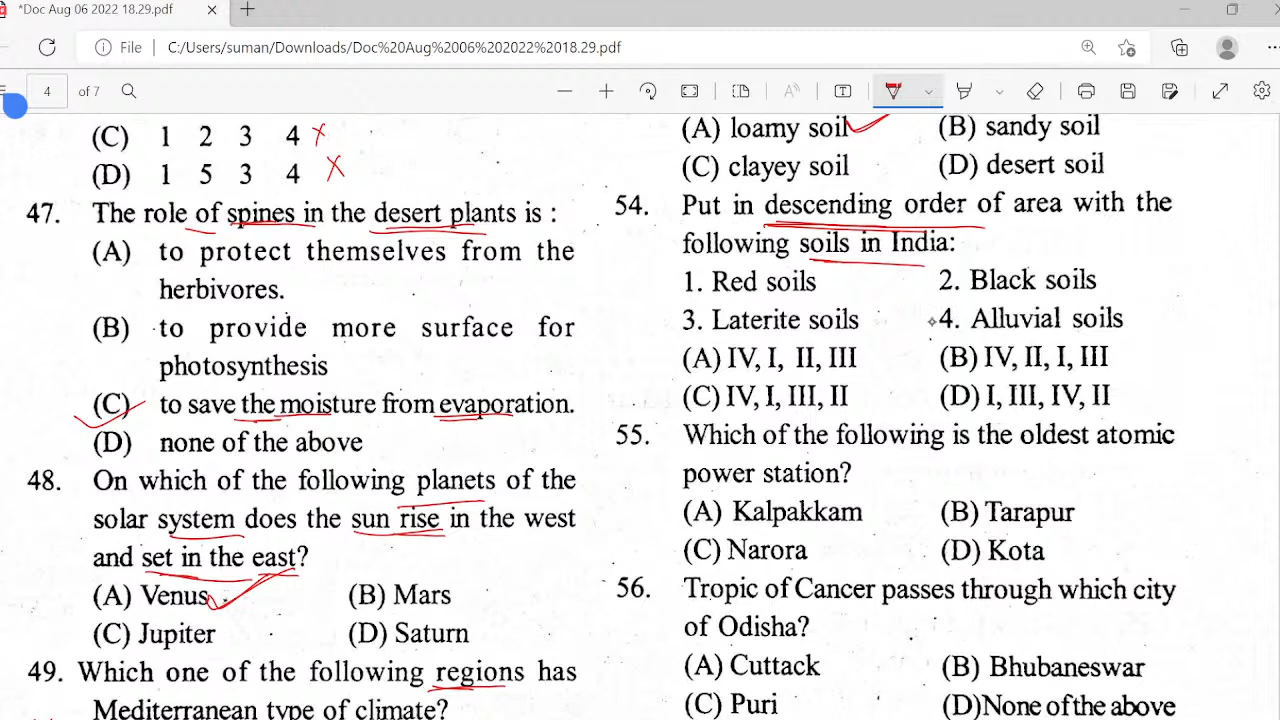 *Doc Aug 06 2022 18.29.pdf
File C:/Users/suman/Downloads/Doc%20Aug%2006%202022%2018.29.pdf
4 of 7
(C) 1 2 3 4
(D) 1 5 3 4
47. The role of spines in the desert plants is :
(A) to protect themselves from the
herbivores.
(B) to provide more surface for
photosynthesis
(C) to save the moisture from evaporation.
(D) none of the above
48. On which of the following planets of the
solar system does the sun rise in the west
and set in the east?
(A) Venus (B) Mars
(C) Jupiter (D) Saturn
49. Which one of the following regions has
Mediterranean type of climate?
(A) loamy soil (B) sandy soil
(C) clayey soil (D) desert soil
54. Put in descending order of area with the
following soils in India:
1. Red soils 2. Black soils
3. Laterite soils 4. Alluvial soils
(A) IV, I, II, III (B) IV, II, I, III
(C) IV, I, III, II (D) I, III, IV, II
55. Which of the following is the oldest atomic
power station?
(A) Kalpakkam (B) Tarapur
(C) Narora (D) Kota
56. Tropic of Cancer passes through which city
of Odisha?
(A) Cuttack (B) Bhubaneswar
(C) Puri (D)None of the above